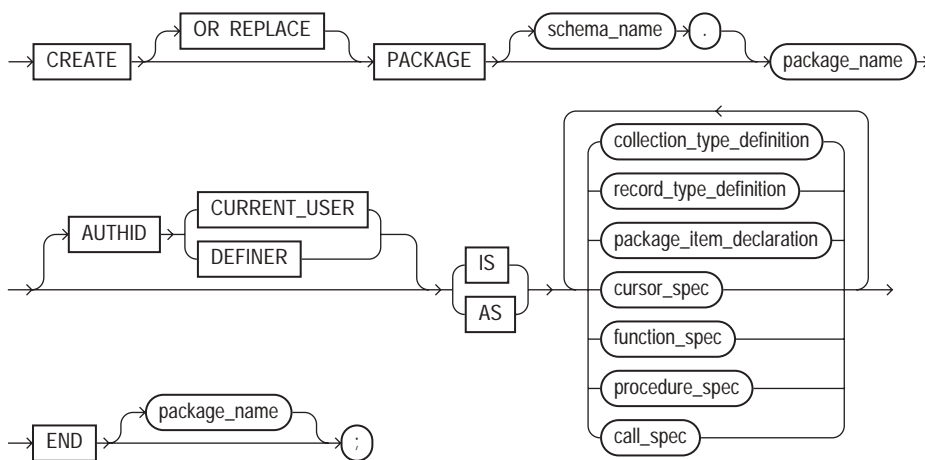 OR REPLACE schema_name .
CREATE PACKAGE package_name
collection_type_definition
CURRENT_USER record_type_definition
AUTHID
DEFINER package_item_declaration
IS
cursor_spec
AS
function_spec
procedure_spec
package_name
END ; call_spec